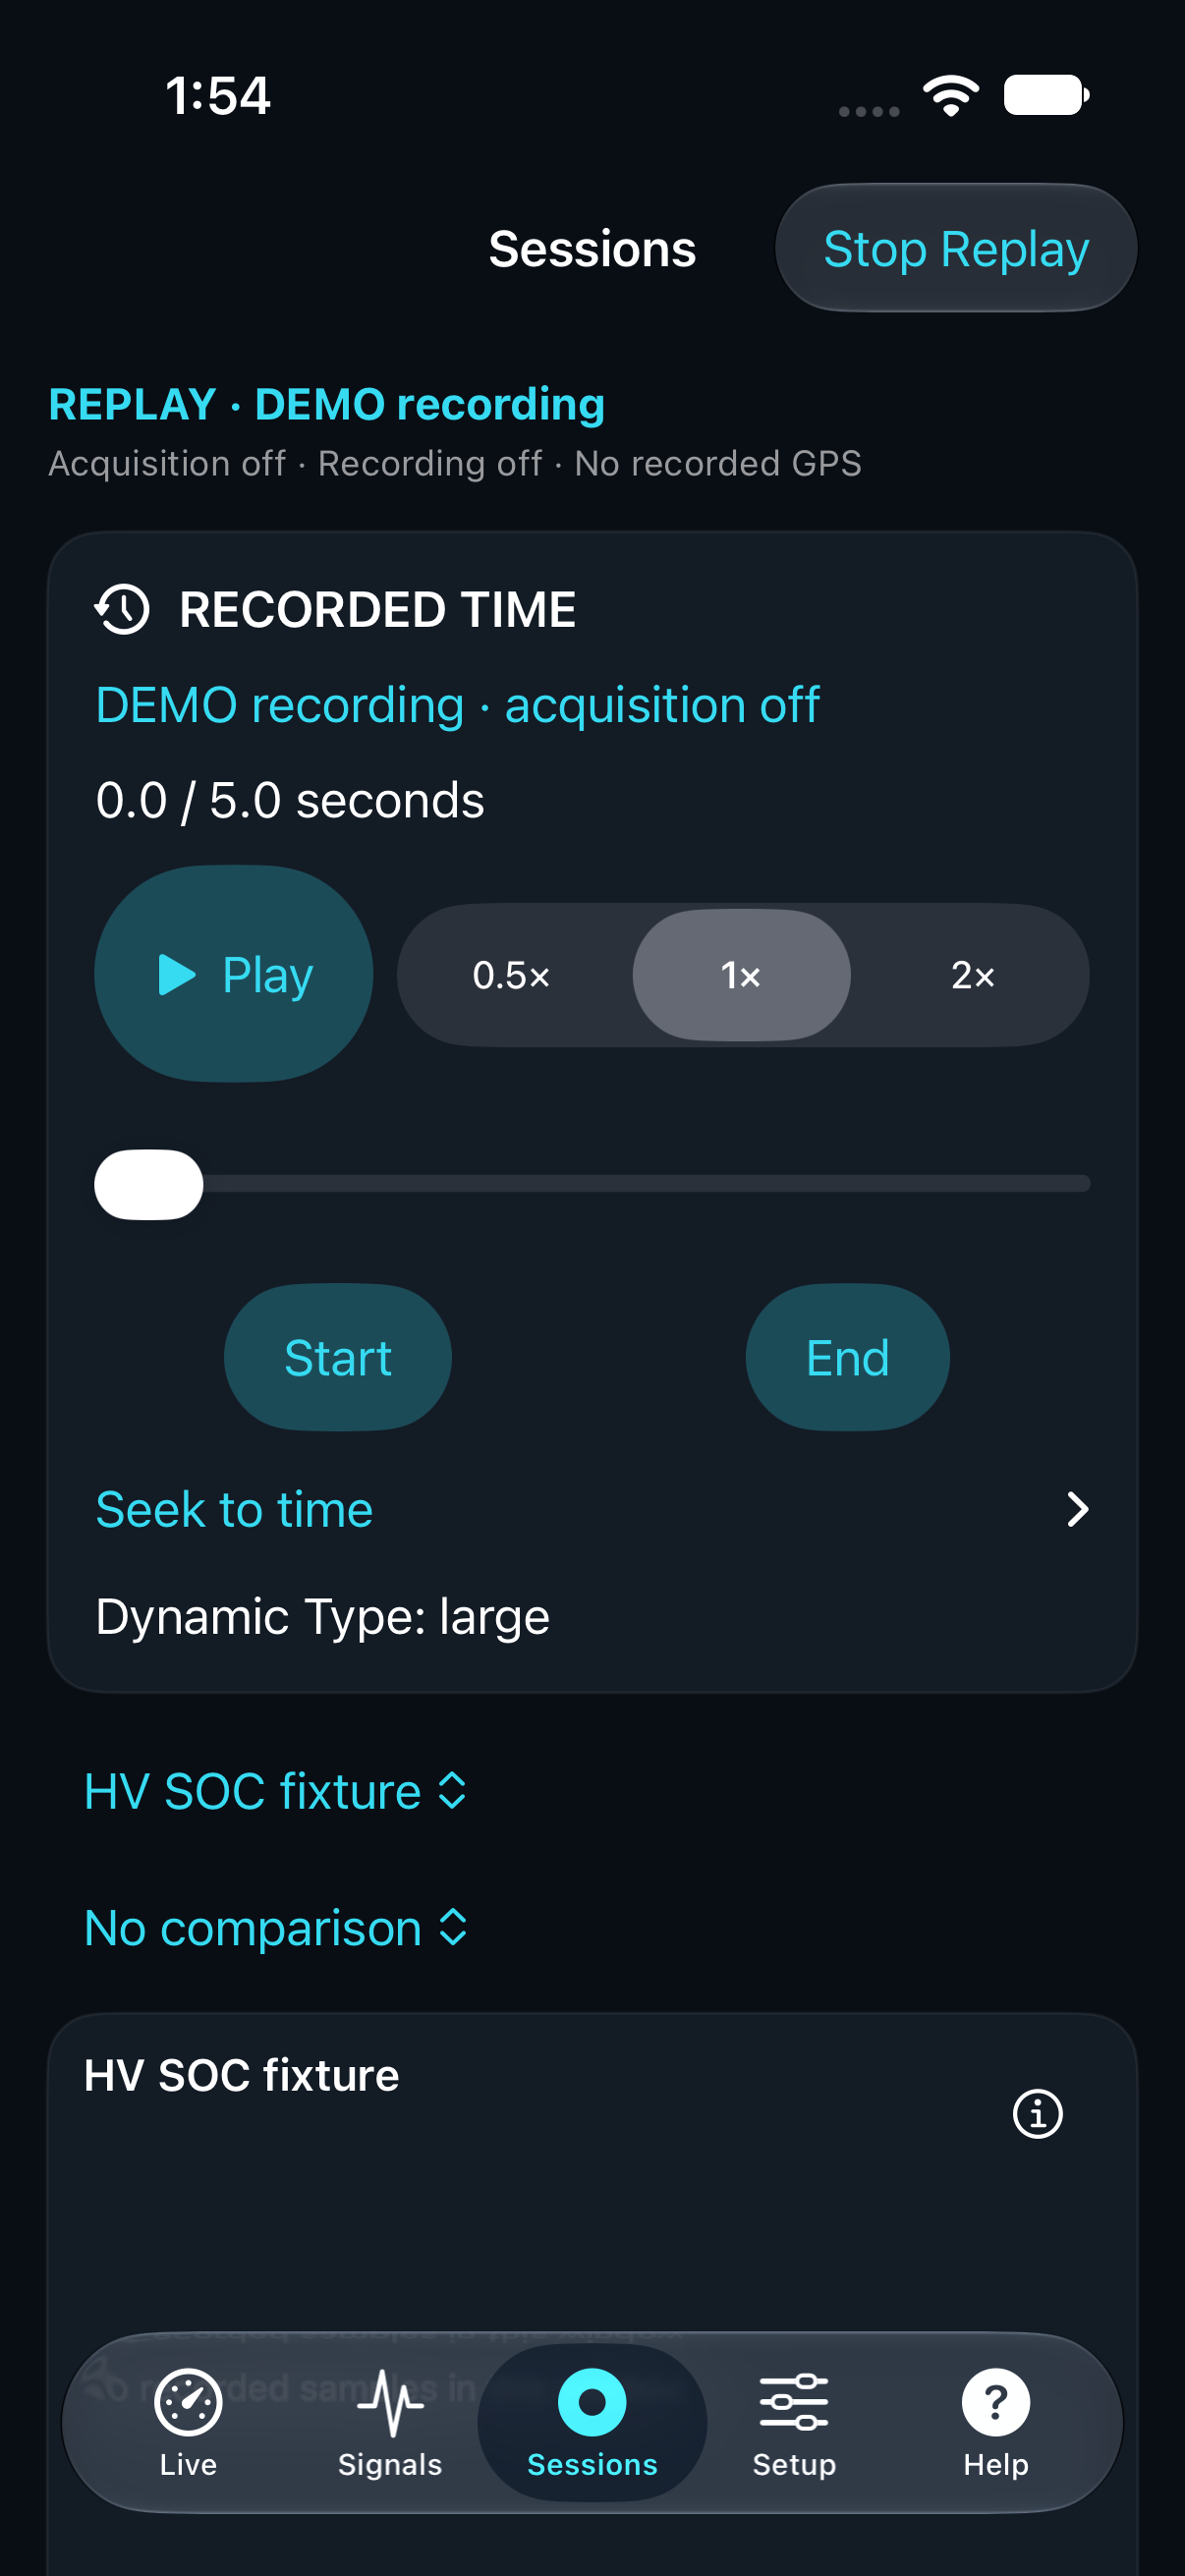 1:54
Sessions
Stop Replay
REPLAY · DEMO recording
Acquisition off · Recording off · No recorded GPS
RECORDED TIME
DEMO recording · acquisition off
0.0 / 5.0 seconds
Play
0.5×
1×
2×
Start
End
Seek to time
Dynamic Type: large
HV SOC fixture
No comparison
HV SOC fixture
Live
Signals
Sessions
Setup
Help